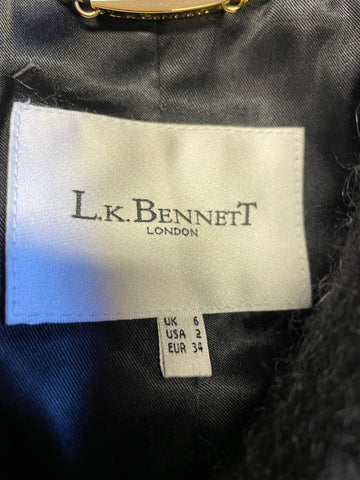 L.K.BENNETT
LONDON
UK 6
USA 2
EUR 34